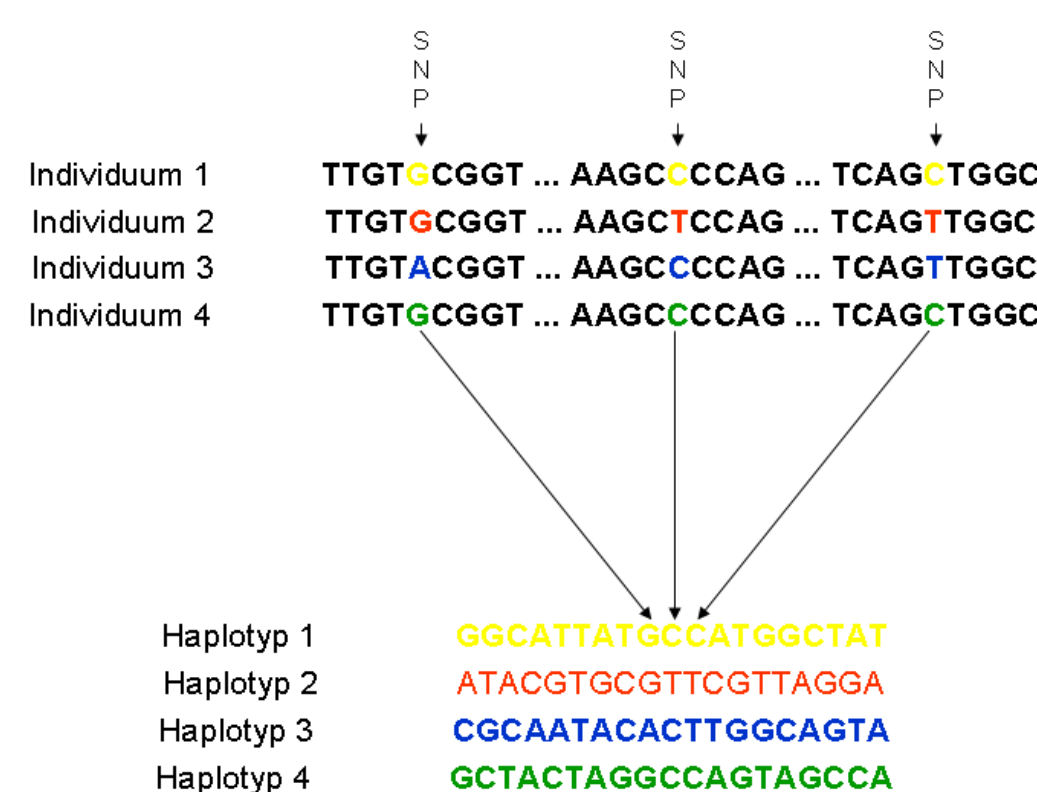 S S S
N N N
P P P
Individuum 1 TTGTGCGGT ... AAGCCCCAG ... TCAGCTGGC
Individuum 2 TTGTGCGGT ... AAGCTCCAG ... TCAGTTGGC
Individuum 3 TTGTACGGT ... AAGCCCCAG ... TCAGTTGGC
Individuum 4 TTGTGCGGT ... AAGCCCCAG ... TCAGCTGGC
Haplotyp 1 GGCATTATGCCATGGCTAT
Haplotyp 2 ATACGTGCGTTCGTTAGGA
Haplotyp 3 CGCAATACACTTGGCAGTA
Haplotyp 4 GCTACTAGGCCAGTAGCCA